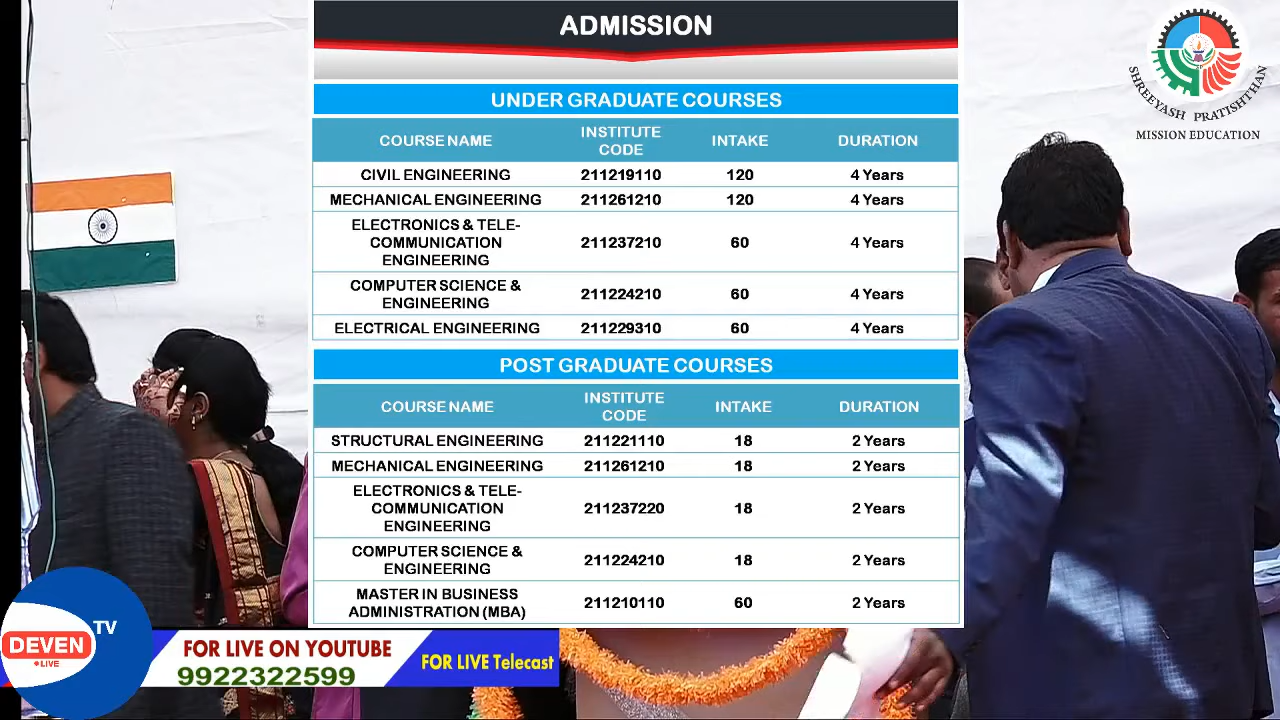 ADMISSION
UNDER GRADUATE COURSES
COURSE NAME INSTITUTE CODE INTAKE DURATION
CIVIL ENGINEERING 211219110 120 4 Years
MECHANICAL ENGINEERING 211261210 120 4 Years
ELECTRONICS & TELE-
COMMUNICATION 211237210 60 4 Years
ENGINEERING
COMPUTER SCIENCE &
ENGINEERING 211224210 60 4 Years
ELECTRICAL ENGINEERING 211229310 60 4 Years
POST GRADUATE COURSES
COURSE NAME INSTITUTE CODE INTAKE DURATION
STRUCTURAL ENGINEERING 211221110 18 2 Years
MECHANICAL ENGINEERING 211261210 18 2 Years
ELECTRONICS & TELE-
COMMUNICATION 211237220 18 2 Years
ENGINEERING
COMPUTER SCIENCE &
ENGINEERING 211224210 18 2 Years
MASTER IN BUSINESS
ADMINISTRATION (MBA) 211210110 60 2 Years
SHREEYASH PRATISHTHAN
MISSION EDUCATION
DEVEN TV
LIVE
FOR LIVE ON YOUTUBE
9922322599
FOR LIVE Telecast